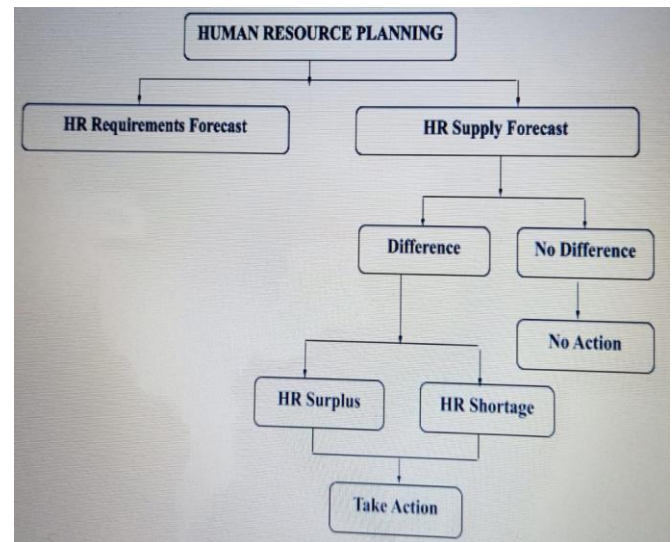 HUMAN RESOURCE PLANNING
HR Requirements Forecast
HR Supply Forecast
Difference
No Difference
No Action
HR Surplus
HR Shortage
Take Action